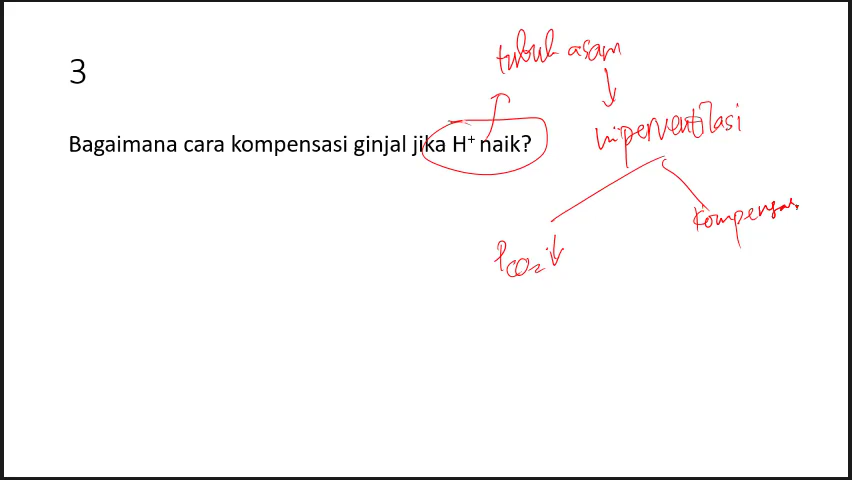 tubuh asam
3
hiperventilasi
Bagaimana cara kompensasi ginjal jika H⁺ naik?
kompensasi
PCO₂ ↓